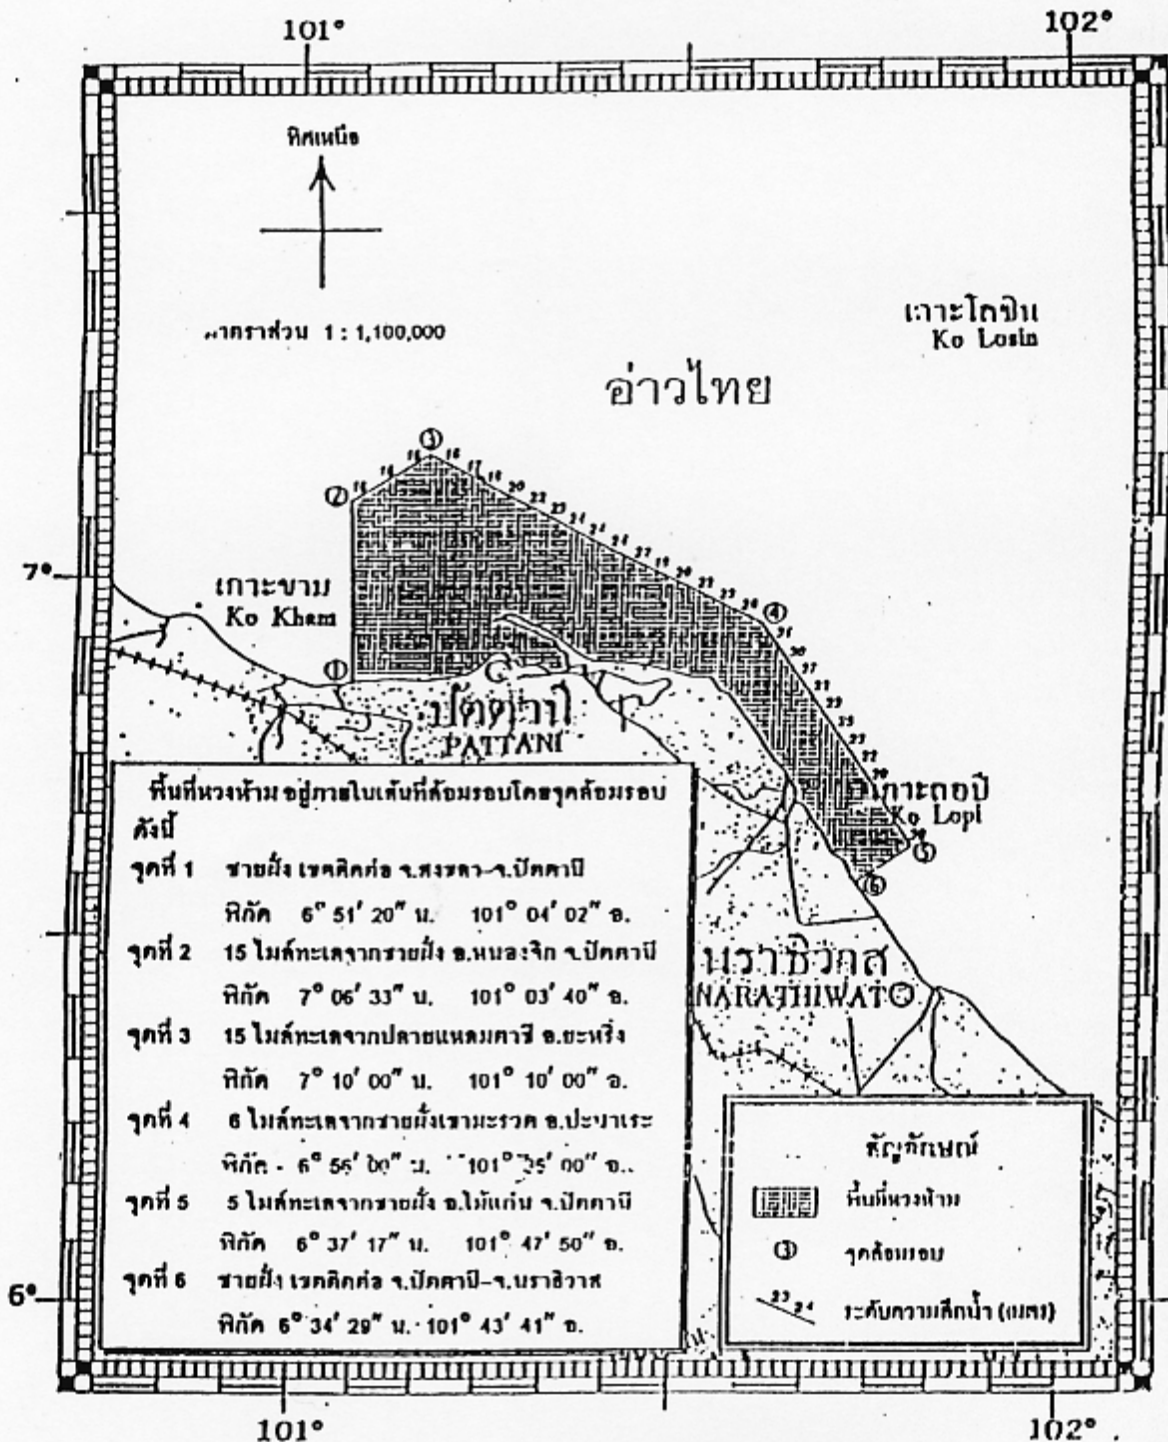 101°
102°
ทิศเหนือ
มาตราส่วน 1 : 1,100,000
เกาะโลซิน
Ko Losin
อ่าวไทย
③
②
7°
เกาะขาม
Ko Kham
④
①
ปัตตานี
PATTANI
เกาะลอปี
Ko Lopi
⑤
⑥
นราธิวาส
NARATHIWAT
พื้นที่หวงห้าม อยู่ภายในเส้นที่ล้อมรอบโดยจุดล้อมรอบ
ดังนี้
จุดที่ 1 ชายฝั่ง เขตติดต่อ จ.สงขลา-จ.ปัตตานี
พิกัด 6° 51' 20" น. 101° 04' 02" อ.
จุดที่ 2 15 ไมล์ทะเลจากชายฝั่ง อ.หนองจิก จ.ปัตตานี
พิกัด 7° 06' 33" น. 101° 03' 40" อ.
จุดที่ 3 15 ไมล์ทะเลจากปลายแหลมตาชี อ.ยะหริ่ง
พิกัด 7° 10' 00" น. 101° 10' 00" อ.
จุดที่ 4 6 ไมล์ทะเลจากชายฝั่งเขามะรวด อ.ปะนาเระ
พิกัด 6° 56' 00" น. 101° 00" อ.
จุดที่ 5 5 ไมล์ทะเลจากชายฝั่ง อ.ไม้แก่น จ.ปัตตานี
พิกัด 6° 37' 17" น. 101° 47' 50" อ.
จุดที่ 6 ชายฝั่ง เขตติดต่อ จ.ปัตตานี-จ.นราธิวาส
พิกัด 6° 34' 29" น. 101° 43' 41" อ.
สัญลักษณ์
พื้นที่หวงห้าม
③ จุดล้อมรอบ
23 24 ระดับความลึกน้ำ (เมตร)
6°
101°
102°